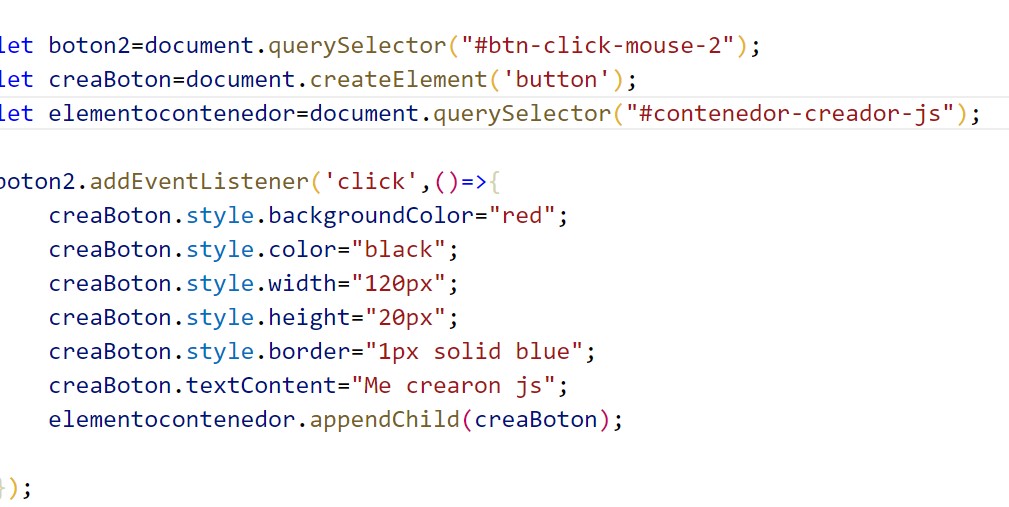 let boton2=document.querySelector("#btn-click-mouse-2");
let creaBoton=document.createElement('button');
let elementocontenedor=document.querySelector("#contenedor-creador-js");
boton2.addEventListener('click',()=>{
creaBoton.style.backgroundColor="red";
creaBoton.style.color="black";
creaBoton.style.width="120px";
creaBoton.style.height="20px";
creaBoton.style.border="1px solid blue";
creaBoton.textContent="Me crearon js";
elementocontenedor.appendChild(creaBoton);
});